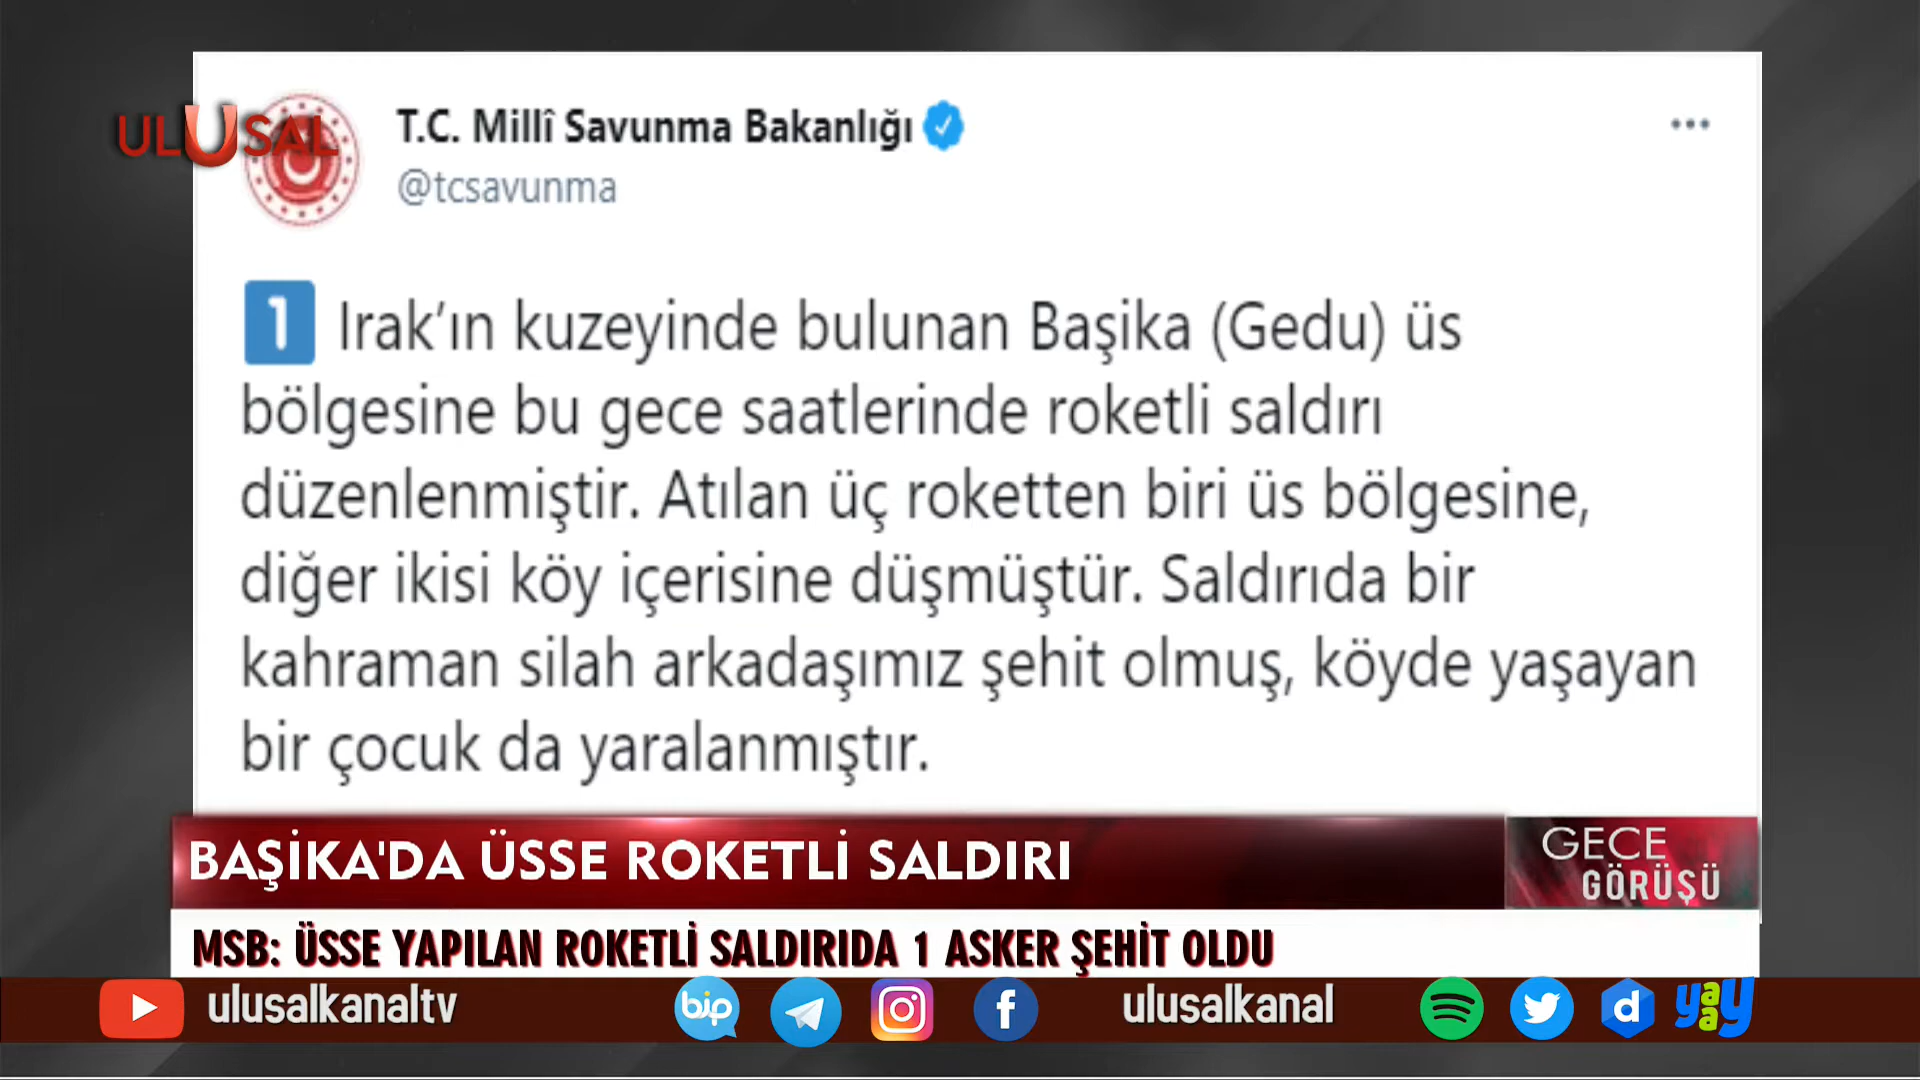 ULUSAL
T.C. Millî Savunma Bakanlığı
@tcsavunma
1 Irak’ın kuzeyinde bulunan Başika (Gedu) üs
bölgesine bu gece saatlerinde roketli saldırı
düzenlenmiştir. Atılan üç roketten biri üs bölgesine,
diğer ikisi köy içerisine düşmüştür. Saldırıda bir
kahraman silah arkadaşımız şehit olmuş, köyde yaşayan
bir çocuk da yaralanmıştır.
BAŞİKA'DA ÜSSE ROKETLİ SALDIRI
GECE
GÖRÜŞÜ
MSB: ÜSSE YAPILAN ROKETLİ SALDIRIDA 1 ASKER ŞEHİT OLDU
ulusalkanaltv bip f ulusalkanal d yaay